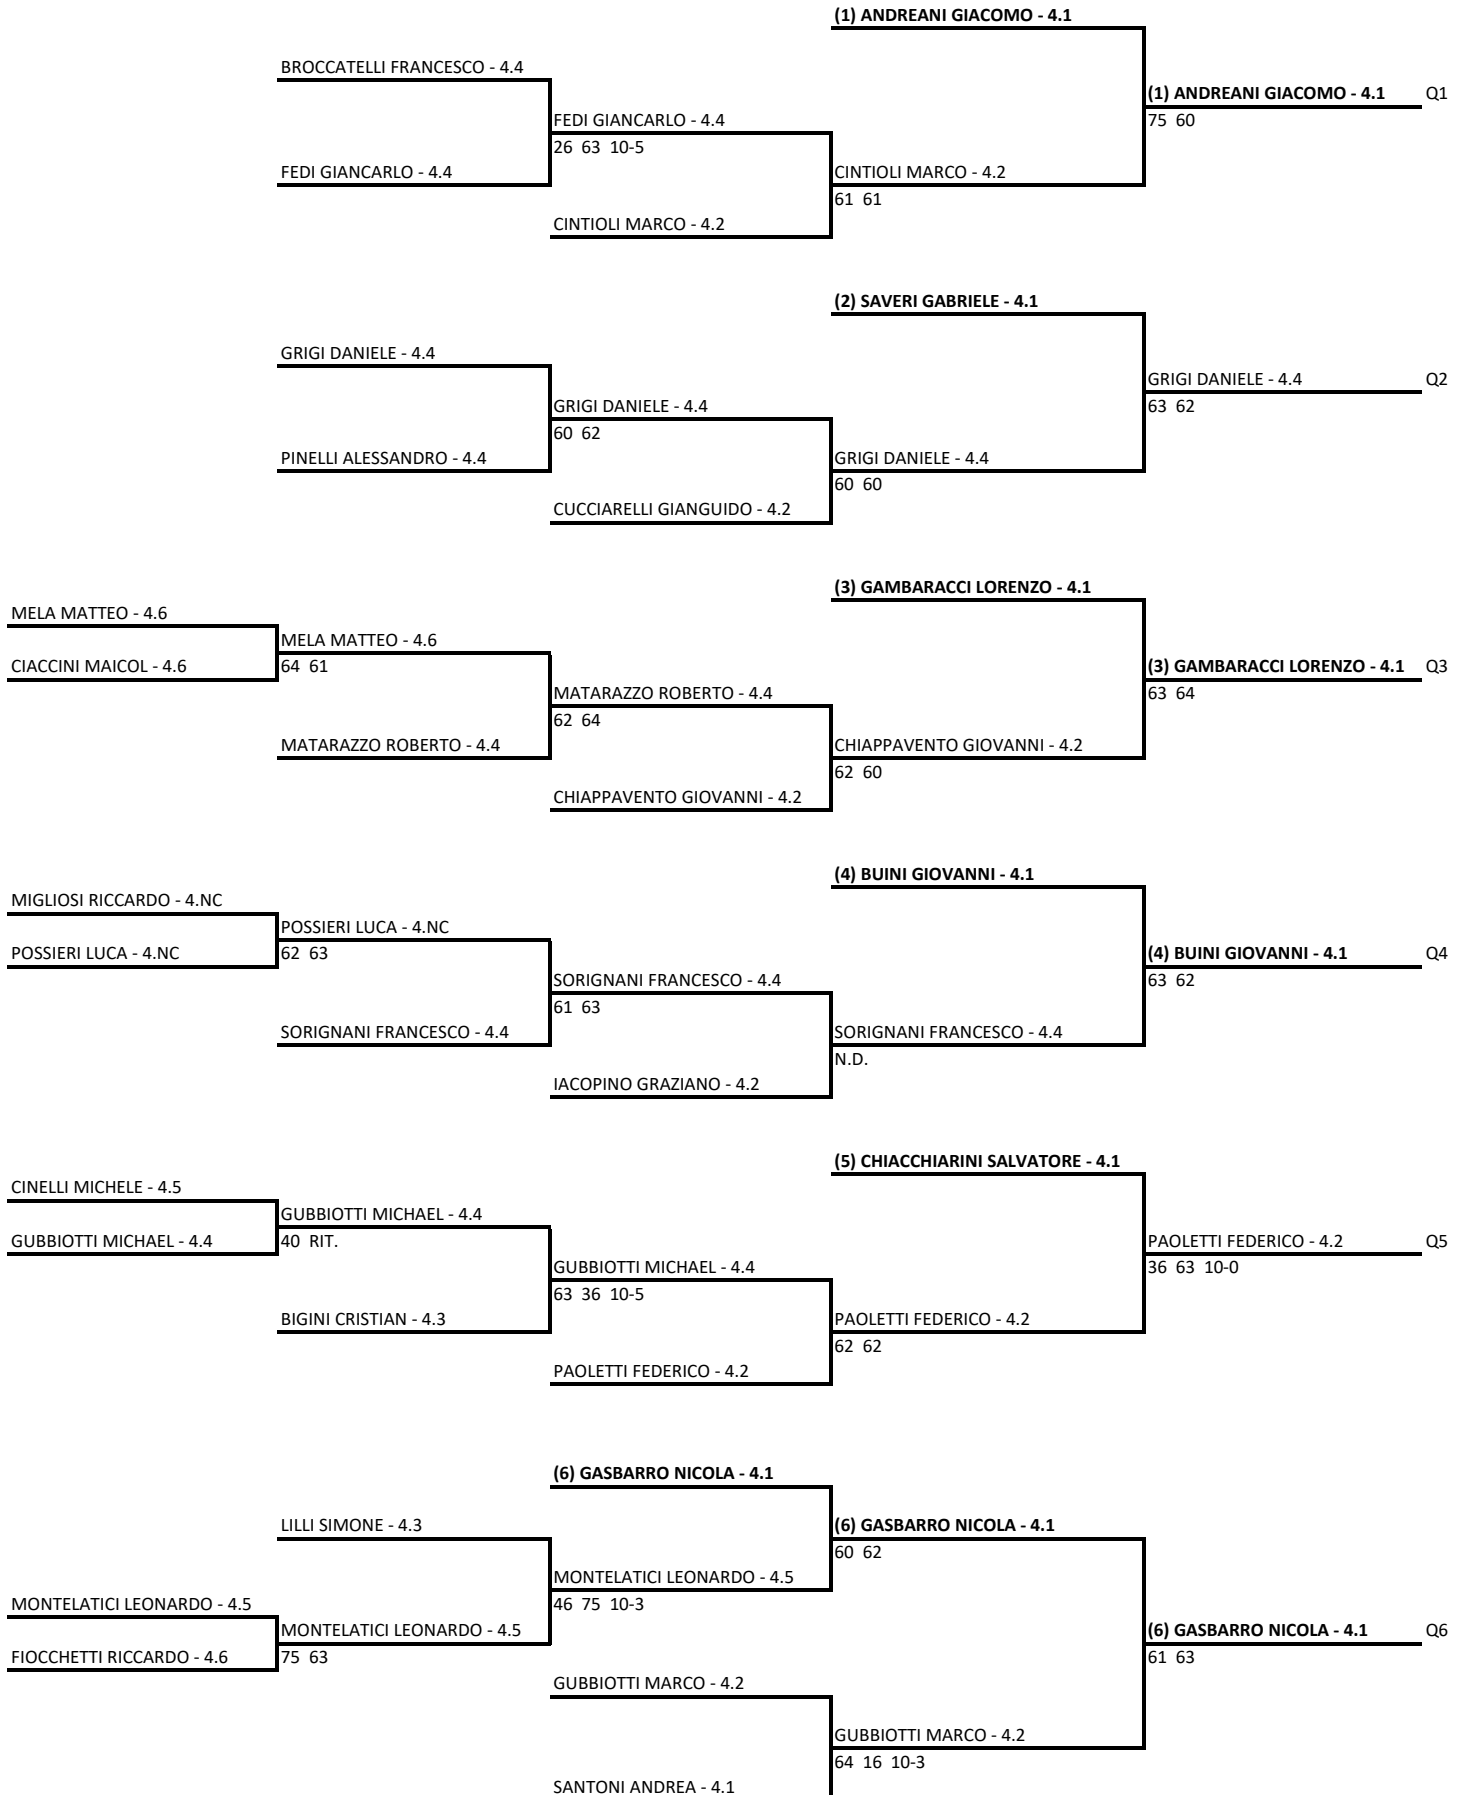 (1) ANDREANI GIACOMO - 4.1
BROCCATELLI FRANCESCO - 4.4
(1) ANDREANI GIACOMO - 4.1 Q1
FEDI GIANCARLO - 4.4
75 60
26 63 10-5
FEDI GIANCARLO - 4.4
CINTIOLI MARCO - 4.2
61 61
CINTIOLI MARCO - 4.2
(2) SAVERI GABRIELE - 4.1
GRIGI DANIELE - 4.4
GRIGI DANIELE - 4.4 Q2
GRIGI DANIELE - 4.4
63 62
60 62
PINELLI ALESSANDRO - 4.4
GRIGI DANIELE - 4.4
60 60
CUCCIARELLI GIANGUIDO - 4.2
(3) GAMBARACCI LORENZO - 4.1
MELA MATTEO - 4.6
MELA MATTEO - 4.6
CIACCINI MAICOL - 4.6
64 61
(3) GAMBARACCI LORENZO - 4.1 Q3
MATARAZZO ROBERTO - 4.4
63 64
62 64
MATARAZZO ROBERTO - 4.4
CHIAPPAVENTO GIOVANNI - 4.2
62 60
CHIAPPAVENTO GIOVANNI - 4.2
(4) BUINI GIOVANNI - 4.1
MIGLIOSI RICCARDO - 4.NC
POSSIERI LUCA - 4.NC
POSSIERI LUCA - 4.NC
62 63
(4) BUINI GIOVANNI - 4.1 Q4
SORIGNANI FRANCESCO - 4.4
63 62
61 63
SORIGNANI FRANCESCO - 4.4
SORIGNANI FRANCESCO - 4.4
N.D.
IACOPINO GRAZIANO - 4.2
(5) CHIACCHIARINI SALVATORE - 4.1
CINELLI MICHELE - 4.5
GUBBIOTTI MICHAEL - 4.4
GUBBIOTTI MICHAEL - 4.4
40 RIT.
PAOLETTI FEDERICO - 4.2 Q5
GUBBIOTTI MICHAEL - 4.4
36 63 10-0
63 36 10-5
BIGINI CRISTIAN - 4.3
PAOLETTI FEDERICO - 4.2
62 62
PAOLETTI FEDERICO - 4.2
(6) GASBARRO NICOLA - 4.1
LILLI SIMONE - 4.3
(6) GASBARRO NICOLA - 4.1
60 62
MONTELATICI LEONARDO - 4.5
MONTELATICI LEONARDO - 4.5
46 75 10-3
MONTELATICI LEONARDO - 4.5
(6) GASBARRO NICOLA - 4.1 Q6
FIOCCHETTI RICCARDO - 4.6
75 63
61 63
GUBBIOTTI MARCO - 4.2
GUBBIOTTI MARCO - 4.2
64 16 10-3
SANTONI ANDREA - 4.1